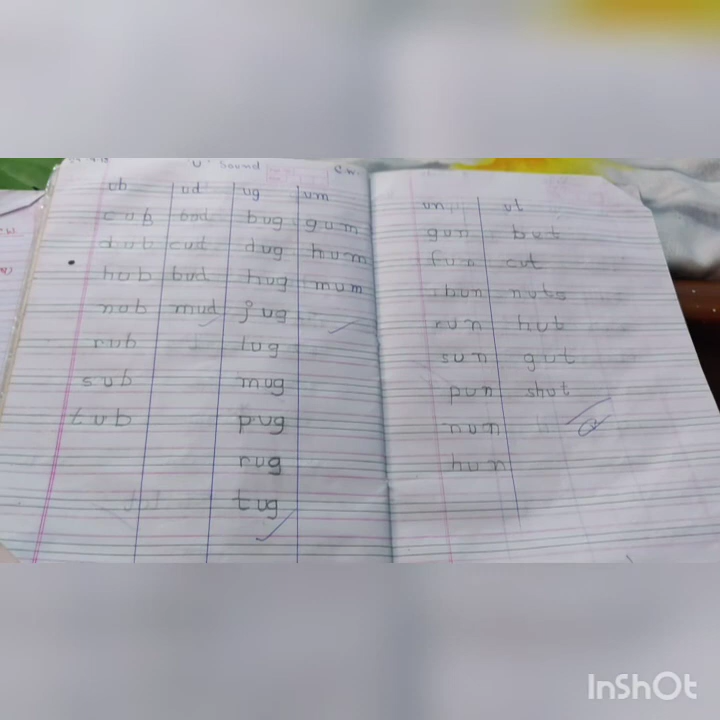 'U' Sound C.W.
ub ud ug um
cub bud bug gum
dub cud dug hum
hub bud hug mum
nub mud jug
rub lug
sub mug
tub pug
rug
tug
un ut
gun but
fun cut
bun nuts
run hut
sun gut
pun shut
nun
hun
InShOt